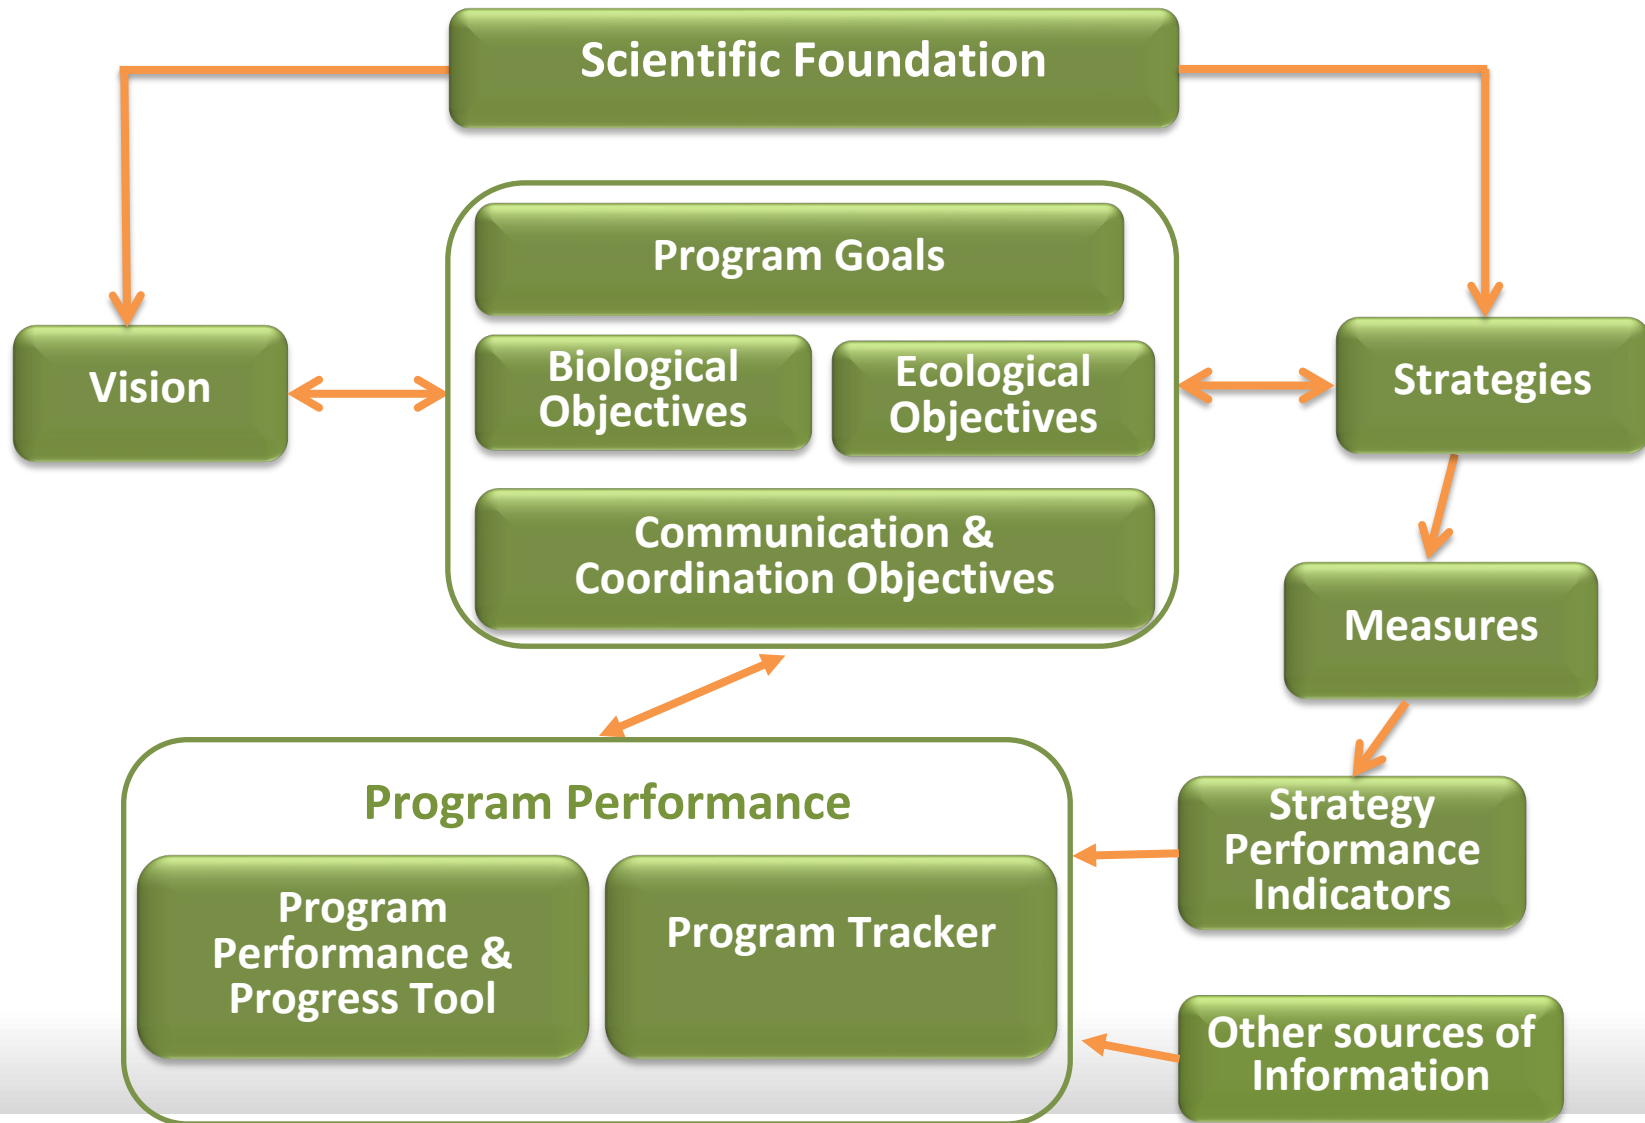 Scientific Foundation
Program Goals
Vision
Biological
Objectives
Ecological
Objectives
Strategies
Communication &
Coordination Objectives
Measures
Program Performance
Strategy
Performance
Indicators
Program
Performance &
Progress Tool
Program Tracker
Other sources of
Information